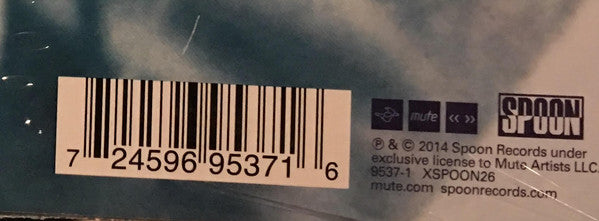 7 24596 95371 6
mute
SPOON
℗ & © 2014 Spoon Records under
exclusive license to Mute Artists LLC.
9537-1 XSPOON26
mute.com spoonrecords.com